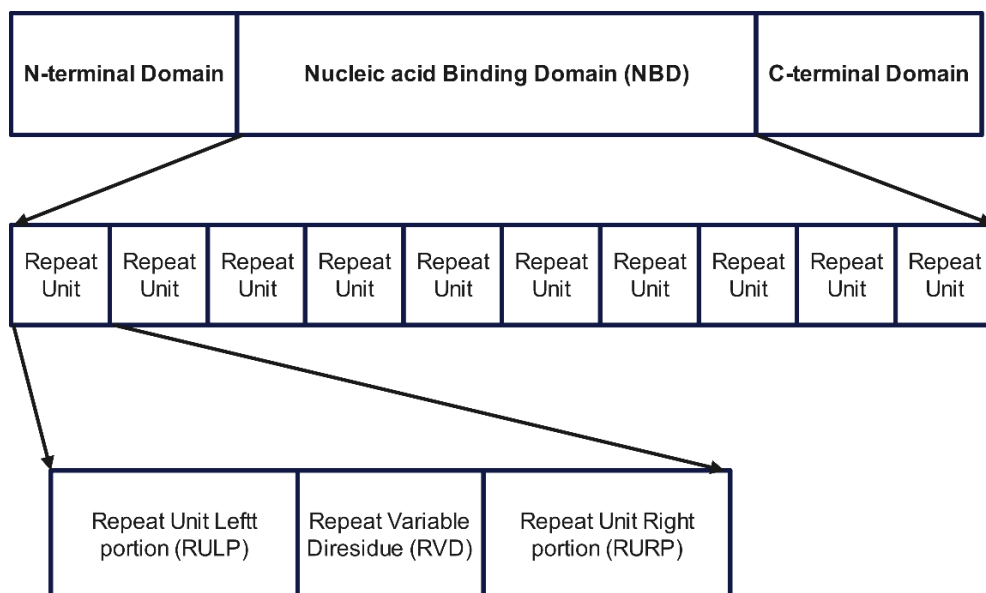 N-terminal Domain
Nucleic acid Binding Domain (NBD)
C-terminal Domain
Repeat
Unit
Repeat
Unit
Repeat
Unit
Repeat
Unit
Repeat
Unit
Repeat
Unit
Repeat
Unit
Repeat
Unit
Repeat
Unit
Repeat
Unit
Repeat Unit Leftt
portion (RULP)
Repeat Variable
Diresidue (RVD)
Repeat Unit Right
portion (RURP)